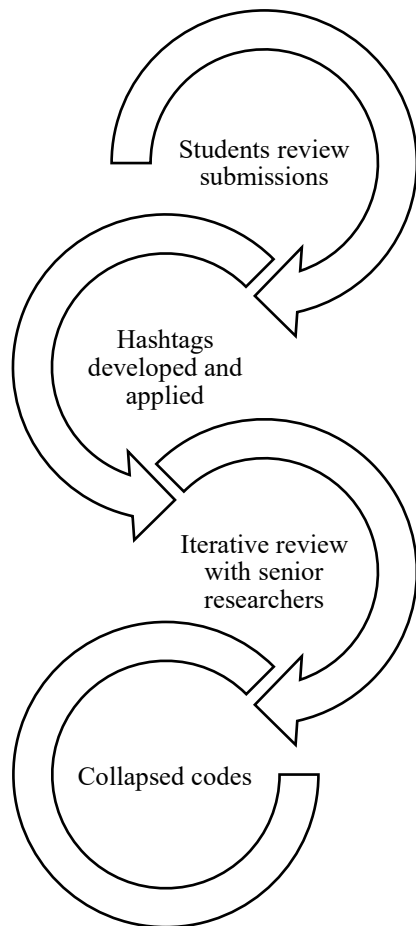 Students review
submissions
Hashtags
developed and
applied
Iterative review
with senior
researchers
Collapsed codes